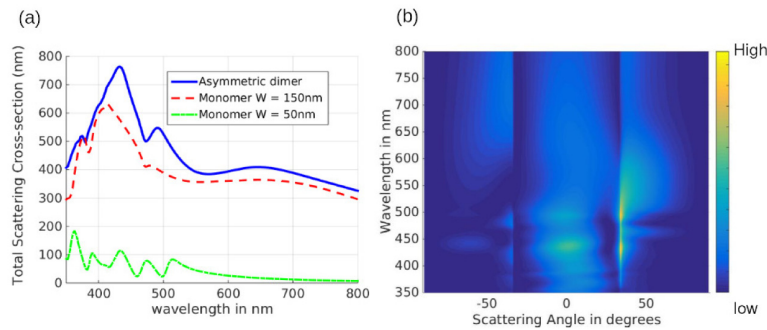 (a)
Total Scattering Cross-section (nm)
800
700
600
500
400
300
200
100
0
400
500
600
700
800
wavelength in nm
Asymmetric dimer
Monomer W = 150nm
Monomer W = 50nm
(b)
Wavelength in nm
800
750
700
650
600
550
500
450
400
350
-50
0
50
Scattering Angle in degrees
High
low